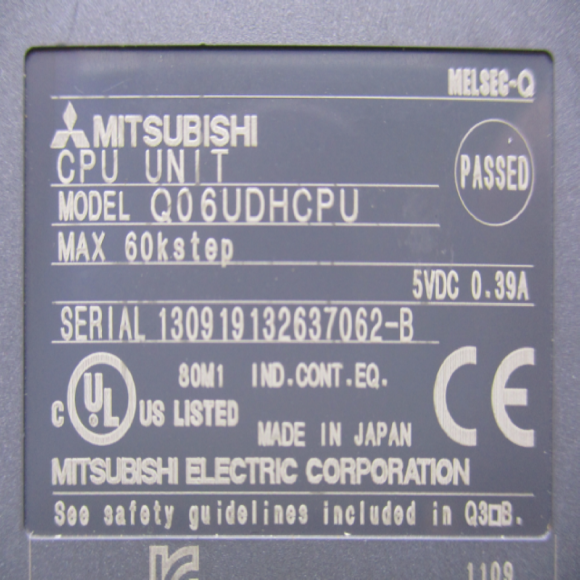 MELSEC-Q
MITSUBISHI
CPU UNIT
PASSED
MODEL Q06UDHCPU
MAX 60kstep
5VDC 0.39A
SERIAL 130919132637062-B
80M1 IND.CONT.EQ.
C UL US LISTED
CE
MADE IN JAPAN
MITSUBISHI ELECTRIC CORPORATION
See safety guidelines included in Q3□B.
1109